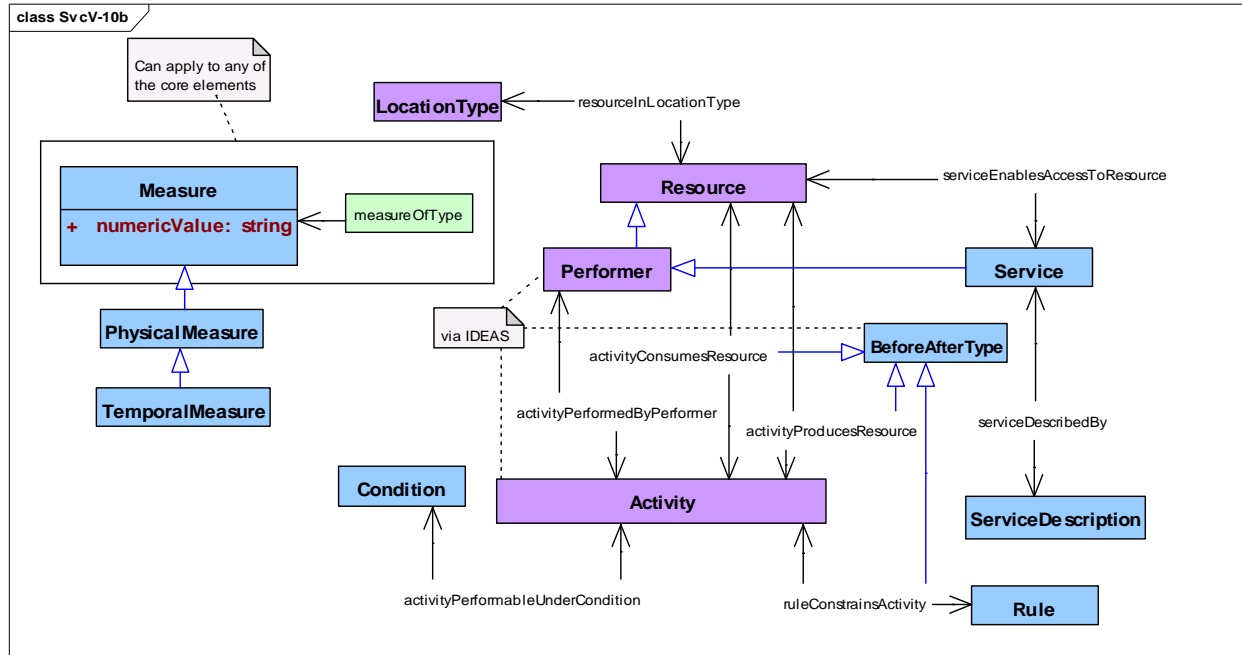 class SvcV-10b
Can apply to any of
the core elements
LocationType
resourceInLocationType
Measure
+ numericValue: string
measureOfType
Resource
serviceEnablesAccessToResource
Performer
Service
PhysicalMeasure
via IDEAS
activityConsumesResource
BeforeAfterType
TemporalMeasure
activityPerformedByPerformer
activityProducesResource
serviceDescribedBy
Condition
Activity
ServiceDescription
activityPerformableUnderCondition
ruleConstrainsActivity
Rule